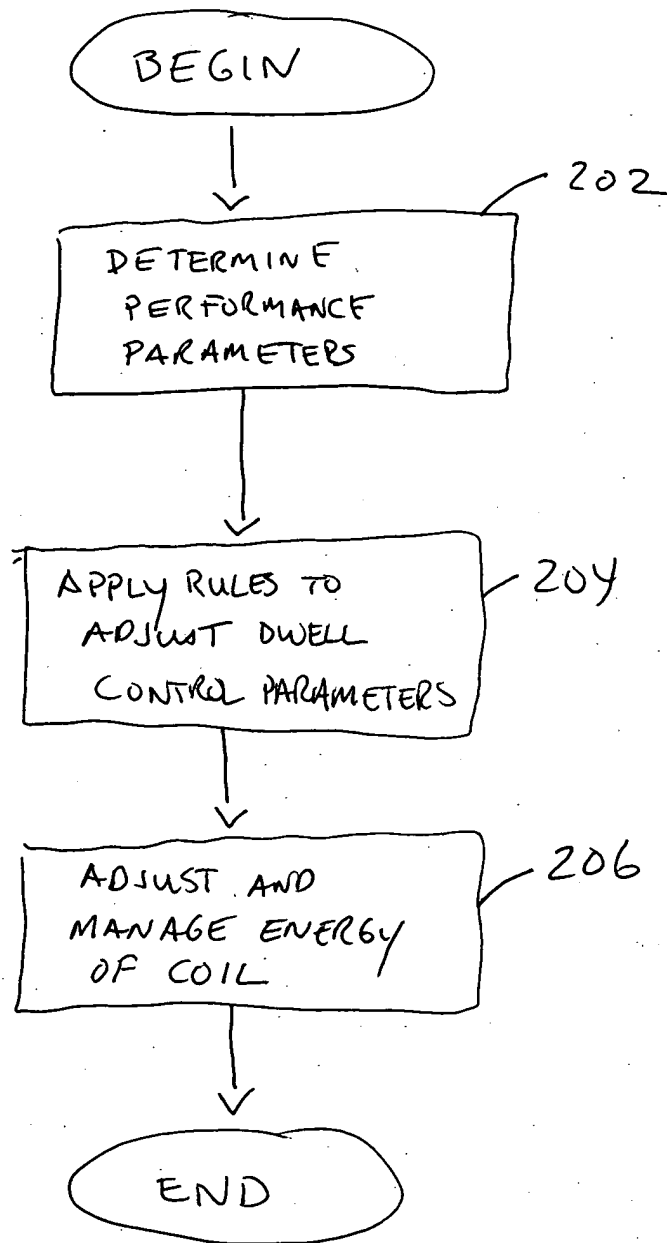 BEGIN
202
DETERMINE
PERFORMANCE
PARAMETERS
APPLY RULES TO
ADJUST DWELL
CONTROL PARAMETERS
204
ADJUST AND
MANAGE ENERGY
OF COIL
206
END